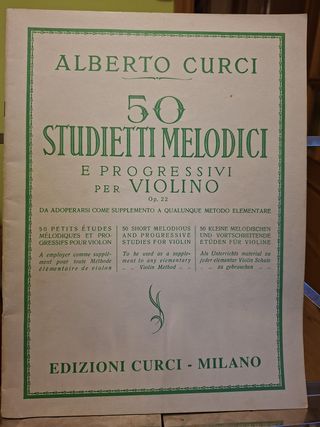 ALBERTO CURCI
50
STUDIETTI MELODICI
E PROGRESSIVI
PER VIOLINO
Op. 22
DA ADOPERARSI COME SUPPLEMENTO A QUALUNQUE METODO ELEMENTARE
50 PETITS ÉTUDES
MÉLODIQUES ET PRO-
GRESSIFS POUR VIOLON
A employer comme supplé-
ment pour toute Méthode
élémentaire de violon
50 SHORT MELODIOUS
AND PROGRESSIVE
STUDIES FOR VIOLIN
To be used as a supple-
ment to any elementary
„ „ Violin Method „ „
50 KLEINE MELODISCHEN
UND VORTSCHREITENDE
ETÜDEN FÜR VIOLINE
Als Unterrichts material zu
jeder elementar Violin Schule
„ „ zu gebrauchen „ „
EDIZIONI CURCI - MILANO